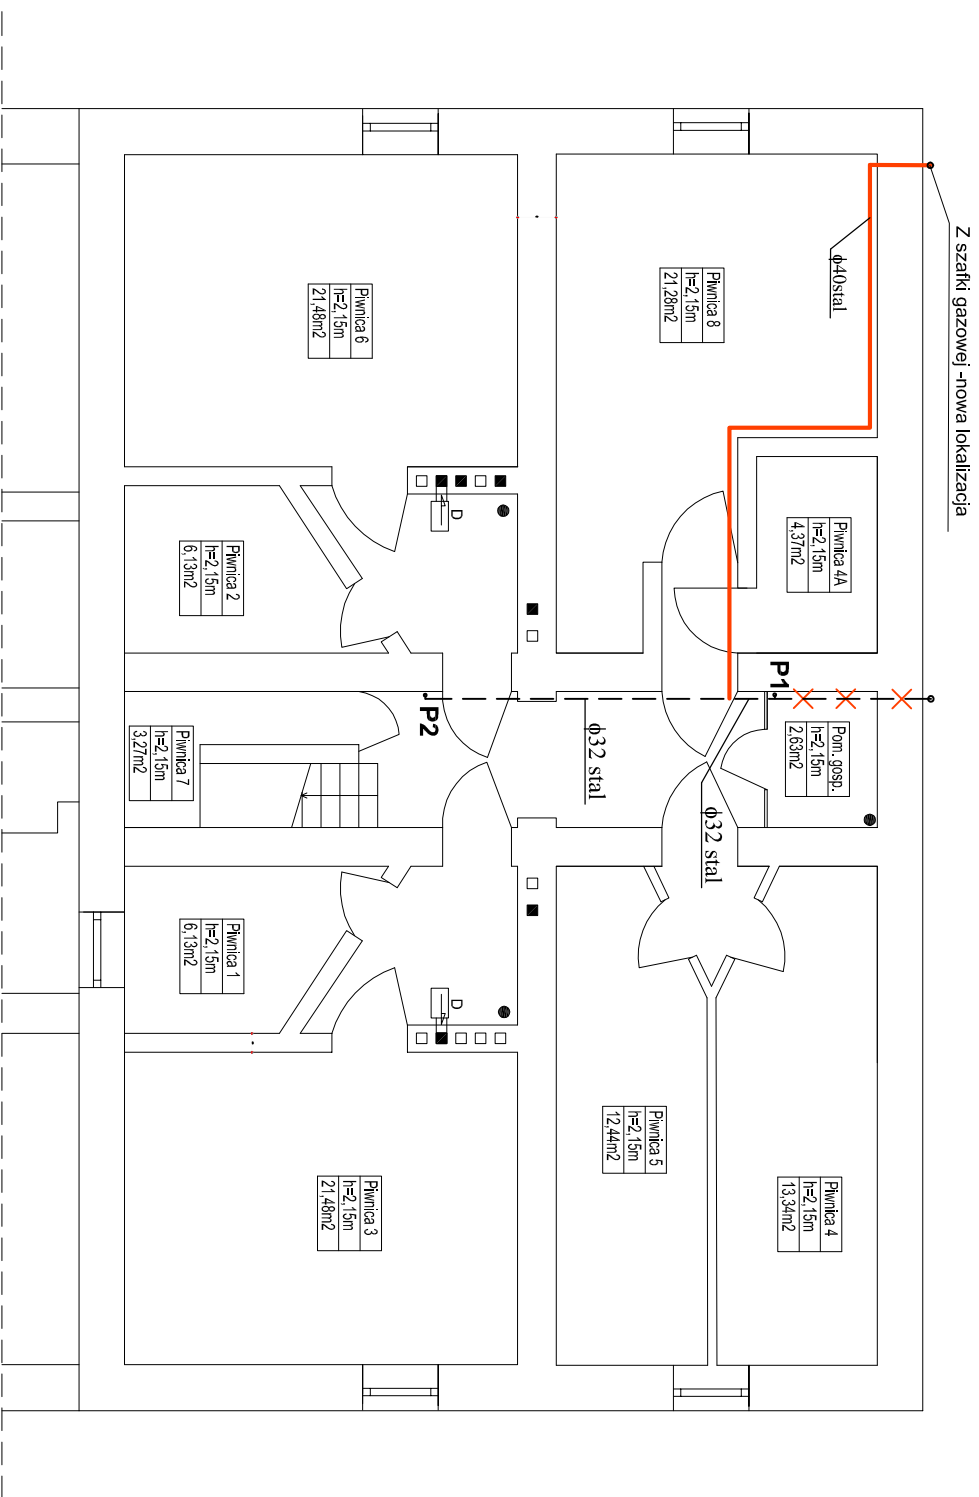 Z szafki gazowej -nowa lokalizacja
ϕ40stal
Piwnica 8
h=2,15m
21,28m2
Piwnica 6
h=2,15m
21,48m2
Piwnica 4A
h=2,15m
4,37m2
Piwnica 2
h=2,15m
6,13m2
D
P1
P2
Pom. gosp.
h=2,15m
2,63m2
ϕ32 stal
ϕ32 stal
Piwnica 7
h=2,15m
3,27m2
Piwnica 1
h=2,15m
6,13m2
D
Piwnica 5
h=2,15m
12,44m2
Piwnica 4
h=2,15m
13,34m2
Piwnica 3
h=2,15m
21,48m2